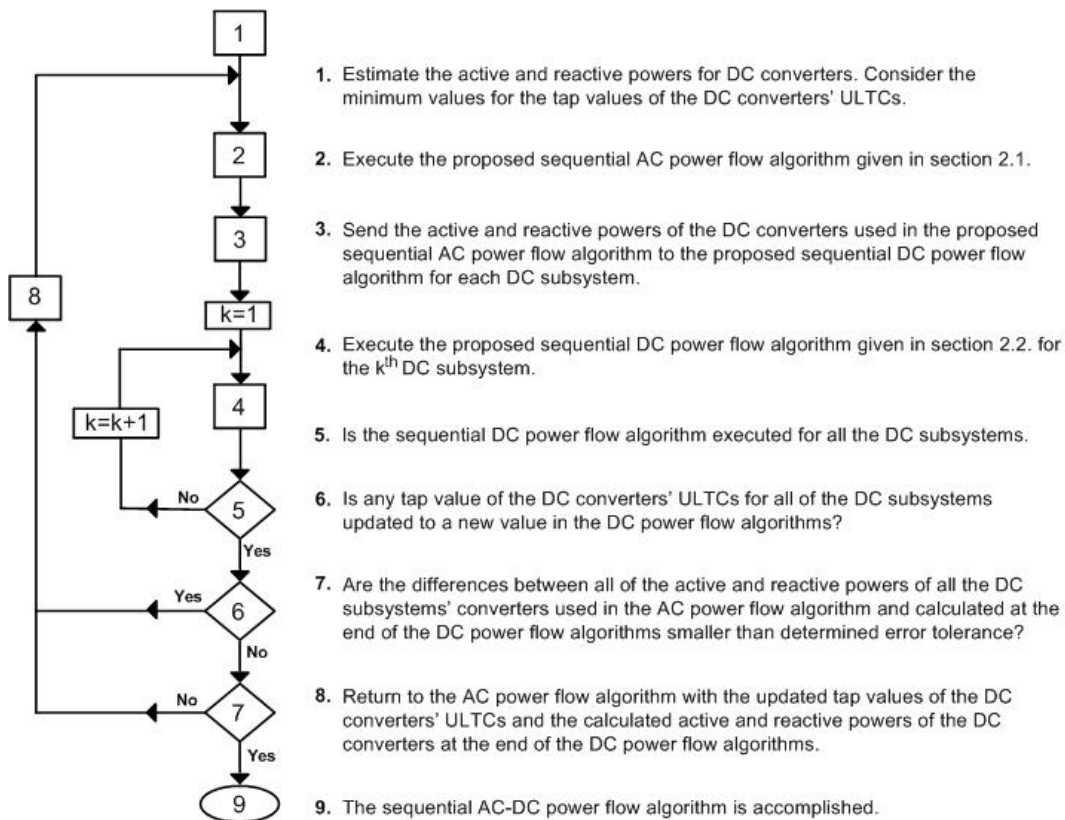 1
2
3
k=1
8
4
k=k+1
No
5
Yes
Yes
6
No
No
7
Yes
9
1. Estimate the active and reactive powers for DC converters. Consider the
minimum values for the tap values of the DC converters' ULTCs.
2. Execute the proposed sequential AC power flow algorithm given in section 2.1.
3. Send the active and reactive powers of the DC converters used in the proposed
sequential AC power flow algorithm to the proposed sequential DC power flow
algorithm for each DC subsystem.
4. Execute the proposed sequential DC power flow algorithm given in section 2.2. for
the kth DC subsystem.
5. Is the sequential DC power flow algorithm executed for all the DC subsystems.
6. Is any tap value of the DC converters' ULTCs for all of the DC subsystems
updated to a new value in the DC power flow algorithms?
7. Are the differences between all of the active and reactive powers of all the DC
subsystems' converters used in the AC power flow algorithm and calculated at the
end of the DC power flow algorithms smaller than determined error tolerance?
8. Return to the AC power flow algorithm with the updated tap values of the DC
converters' ULTCs and the calculated active and reactive powers of the DC
converters at the end of the DC power flow algorithms.
9. The sequential AC-DC power flow algorithm is accomplished.